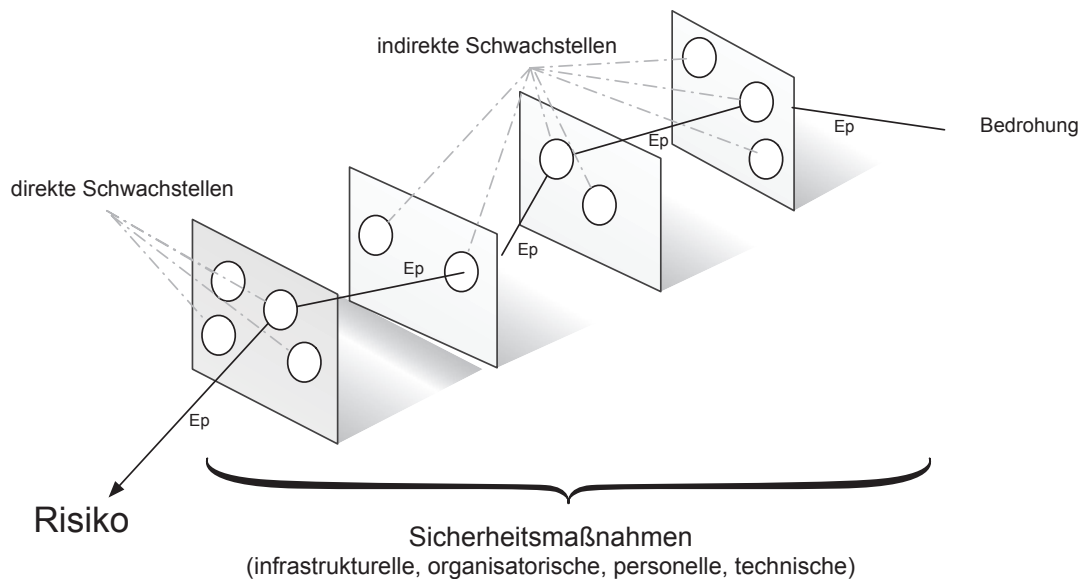 indirekte Schwachstellen
Ep
Bedrohung
Ep
direkte Schwachstellen
Ep
Ep
Ep
Risiko
Sicherheitsmaßnahmen
(infrastrukturelle, organisatorische, personelle, technische)